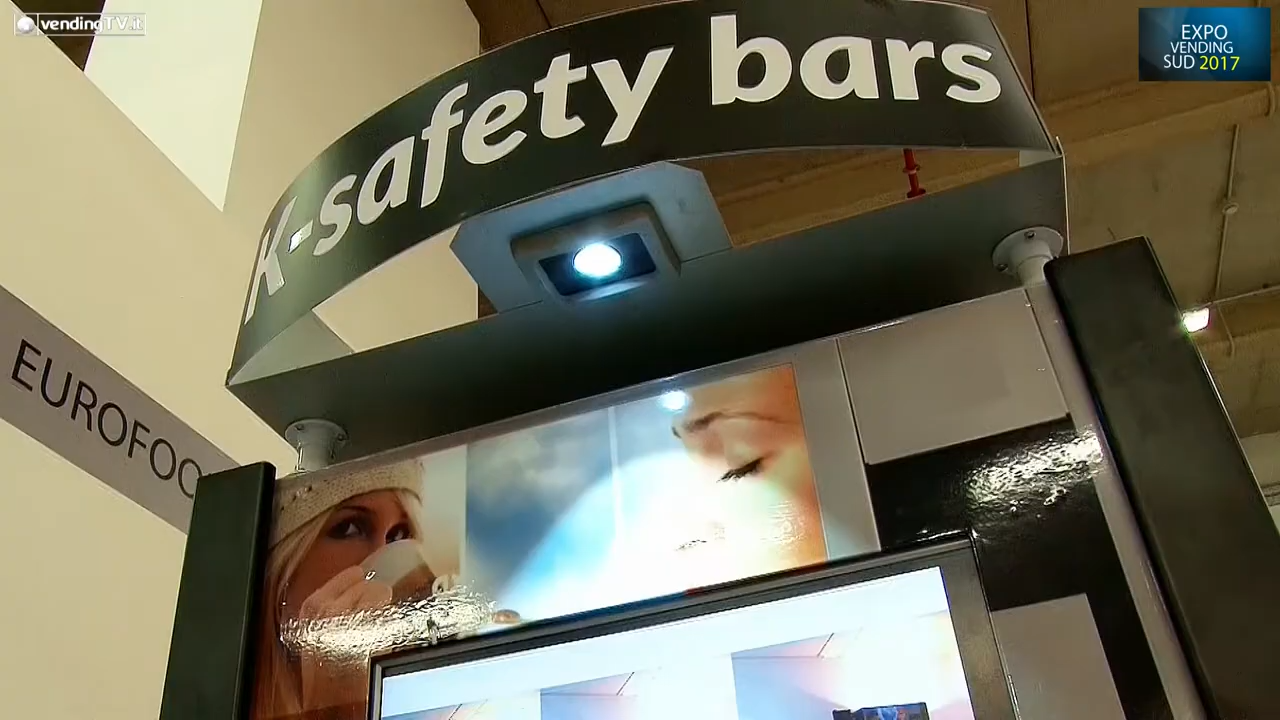 vendingTV.it
EXPO
VENDING
SUD 2017
K-safety bars
EUROFOO